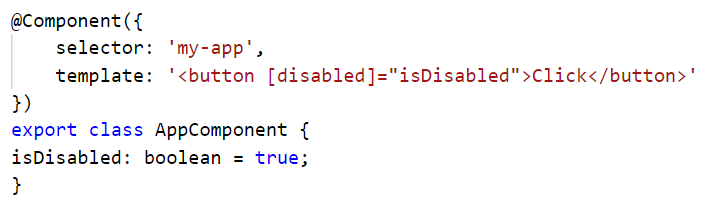 @Component({
    selector: 'my-app',
    template: '<button [disabled]="isDisabled">Click</button>'
})
export class AppComponent {
isDisabled: boolean = true;
}